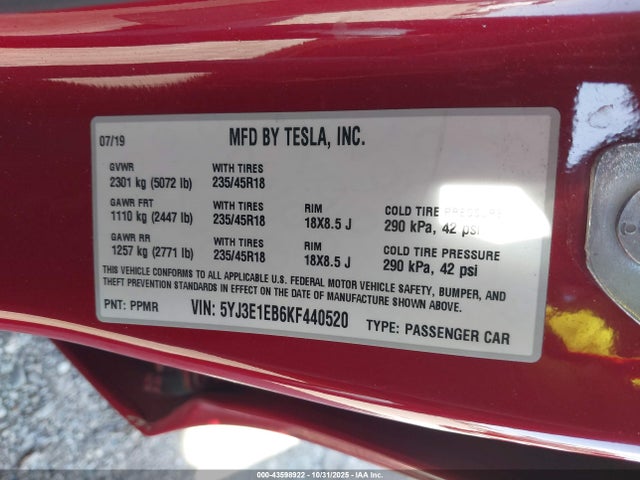 07/19 MFD BY TESLA, INC.
GVWR WITH TIRES
2301 kg (5072 lb) 235/45R18
GAWR FRT WITH TIRES RIM COLD TIRE PRESSURE
1110 kg (2447 lb) 235/45R18 18X8.5 J 290 kPa, 42 psi
GAWR RR WITH TIRES RIM COLD TIRE PRESSURE
1257 kg (2771 lb) 235/45R18 18X8.5 J 290 kPa, 42 psi
THIS VEHICLE CONFORMS TO ALL APPLICABLE U.S. FEDERAL MOTOR VEHICLE SAFETY, BUMPER, AND
THEFT PREVENTION STANDARDS IN EFFECT ON THE DATE OF MANUFACTURE SHOWN ABOVE.
PNT: PPMR VIN: 5YJ3E1EB6KF440520 TYPE: PASSENGER CAR
000-43598922 - 10/31/2025 - IAA Inc.